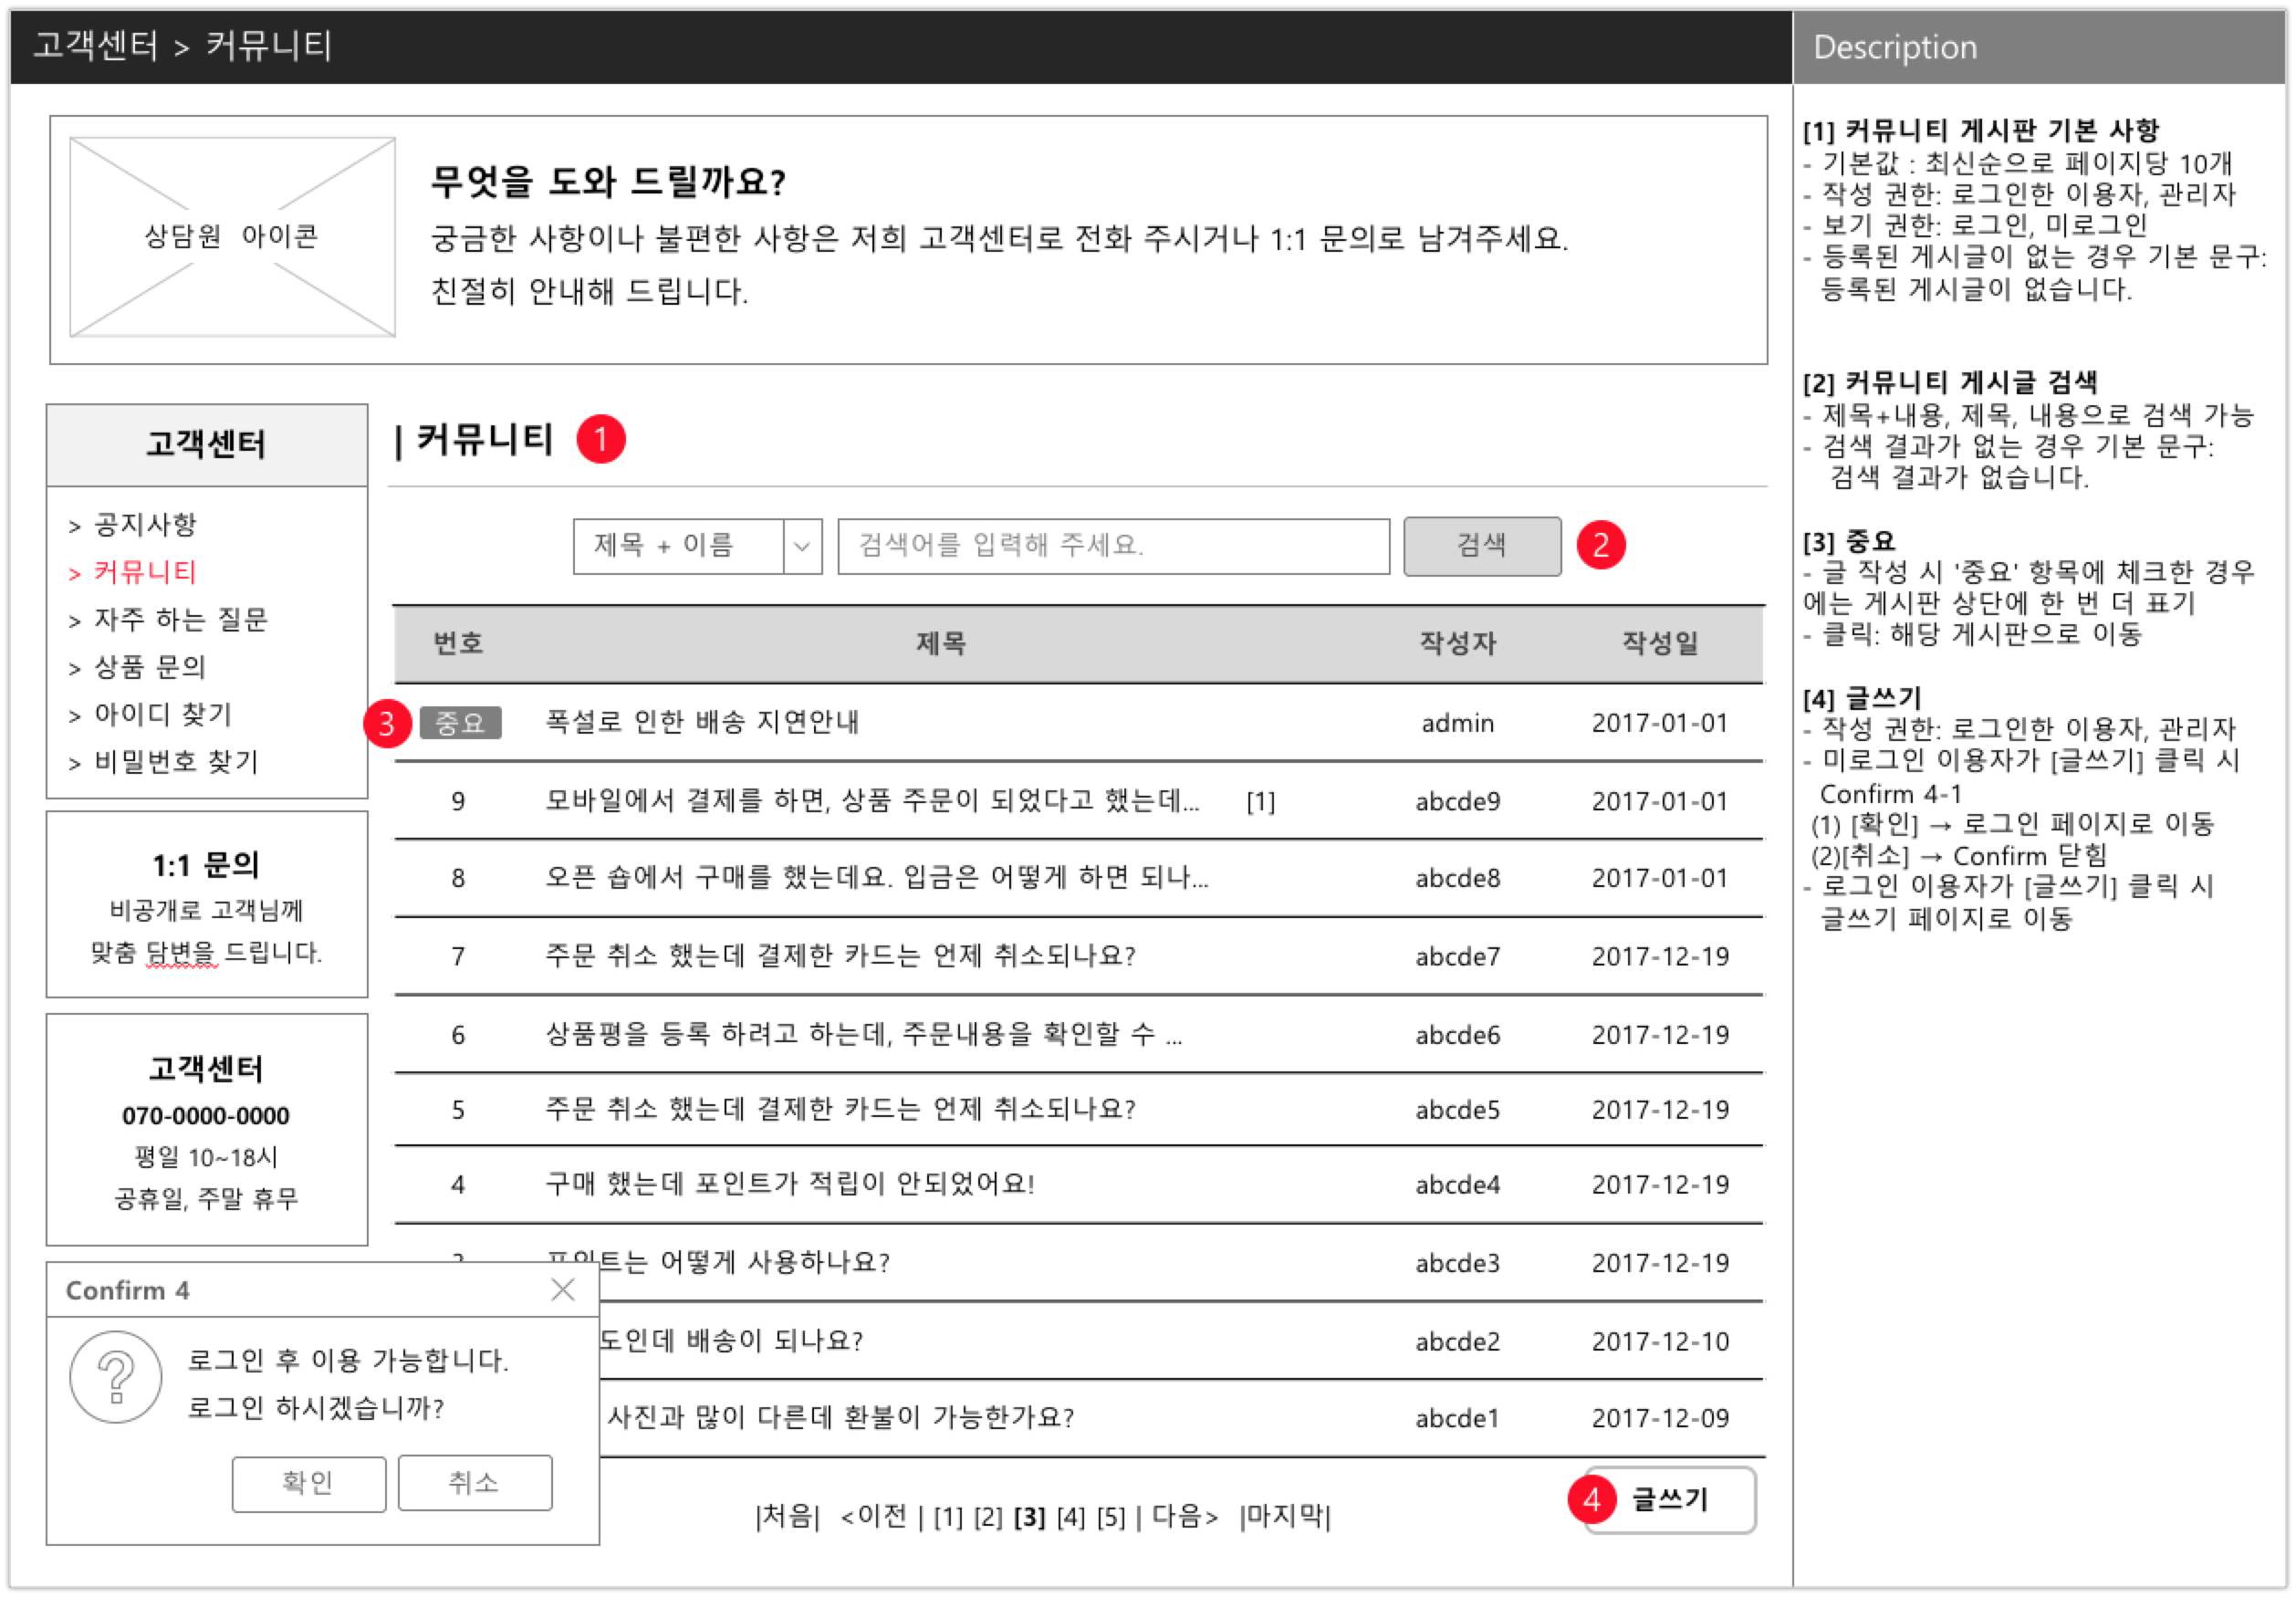 고객센터 > 커뮤니티
Description
상담원 아이콘
무엇을 도와 드릴까요?
궁금한 사항이나 불편한 사항은 저희 고객센터로 전화 주시거나 1:1 문의로 남겨주세요.
친절히 안내해 드립니다.
고객센터
> 공지사항
> 커뮤니티
> 자주 하는 질문
> 상품 문의
> 아이디 찾기
> 비밀번호 찾기
1:1 문의
비공개로 고객님께
맞춤 답변을 드립니다.
고객센터
070-0000-0000
평일 10~18시
공휴일, 주말 휴무
| 커뮤니티 1
제목 + 이름 검색어를 입력해 주세요. 검색 2
번호 제목 작성자 작성일
3 중요 폭설로 인한 배송 지연안내 admin 2017-01-01
9 모바일에서 결제를 하면, 상품 주문이 되었다고 했는데... [1] abcde9 2017-01-01
8 오픈 숍에서 구매를 했는데요. 입금은 어떻게 하면 되나... abcde8 2017-01-01
7 주문 취소 했는데 결제한 카드는 언제 취소되나요? abcde7 2017-12-19
6 상품평을 등록 하려고 하는데, 주문내용을 확인할 수 ... abcde6 2017-12-19
5 주문 취소 했는데 결제한 카드는 언제 취소되나요? abcde5 2017-12-19
4 구매 했는데 포인트가 적립이 안되었어요! abcde4 2017-12-19
포인트는 어떻게 사용하나요? abcde3 2017-12-19
도인데 배송이 되나요? abcde2 2017-12-10
사진과 많이 다른데 환불이 가능한가요? abcde1 2017-12-09
|처음| <이전 | [1] [2] [3] [4] [5] | 다음> |마지막|
4 글쓰기
Confirm 4
로그인 후 이용 가능합니다.
로그인 하시겠습니까?
확인 취소
[1] 커뮤니티 게시판 기본 사항
- 기본값 : 최신순으로 페이지당 10개
- 작성 권한: 로그인한 이용자, 관리자
- 보기 권한: 로그인, 미로그인
- 등록된 게시글이 없는 경우 기본 문구:
등록된 게시글이 없습니다.
[2] 커뮤니티 게시글 검색
- 제목+내용, 제목, 내용으로 검색 가능
- 검색 결과가 없는 경우 기본 문구:
검색 결과가 없습니다.
[3] 중요
- 글 작성 시 '중요' 항목에 체크한 경우
에는 게시판 상단에 한 번 더 표기
- 클릭: 해당 게시판으로 이동
[4] 글쓰기
- 작성 권한: 로그인한 이용자, 관리자
- 미로그인 이용자가 [글쓰기] 클릭 시
Confirm 4-1
(1) [확인] → 로그인 페이지로 이동
(2)[취소] → Confirm 닫힘
- 로그인 이용자가 [글쓰기] 클릭 시
글쓰기 페이지로 이동